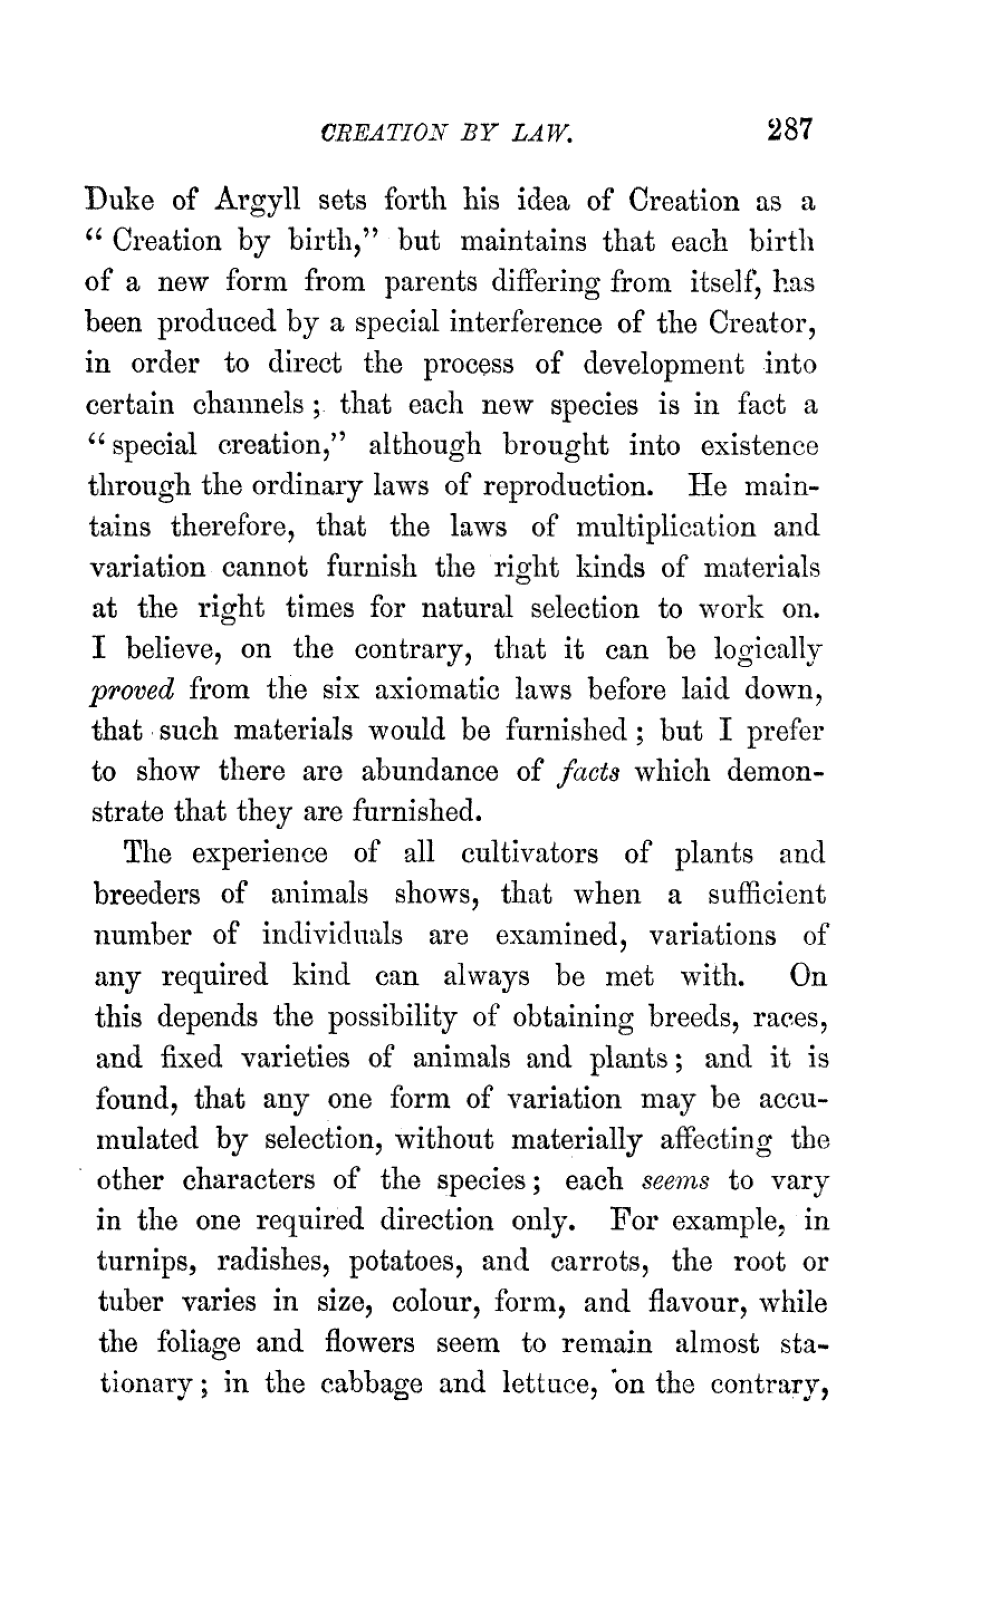 CREATION BY LAW. 287
Duke of Argyll sets forth his idea of Creation as a
“ Creation by birth,” but maintains that each birth
of a new form from parents differing from itself, has
been produced by a special interference of the Creator,
in order to direct the process of development into
certain channels ; that each new species is in fact a
“ special creation,” although brought into existence
through the ordinary laws of reproduction. He main-
tains therefore, that the laws of multiplication and
variation cannot furnish the right kinds of materials
at the right times for natural selection to work on.
I believe, on the contrary, that it can be logically
proved from the six axiomatic laws before laid down,
that such materials would be furnished ; but I prefer
to show there are abundance of facts which demon-
strate that they are furnished.
The experience of all cultivators of plants and
breeders of animals shows, that when a sufficient
number of individuals are examined, variations of
any required kind can always be met with. On
this depends the possibility of obtaining breeds, races,
and fixed varieties of animals and plants ; and it is
found, that any one form of variation may be accu-
mulated by selection, without materially affecting the
other characters of the species ; each seems to vary
in the one required direction only. For example, in
turnips, radishes, potatoes, and carrots, the root or
tuber varies in size, colour, form, and flavour, while
the foliage and flowers seem to remain almost sta-
tionary ; in the cabbage and lettuce, on the contrary,